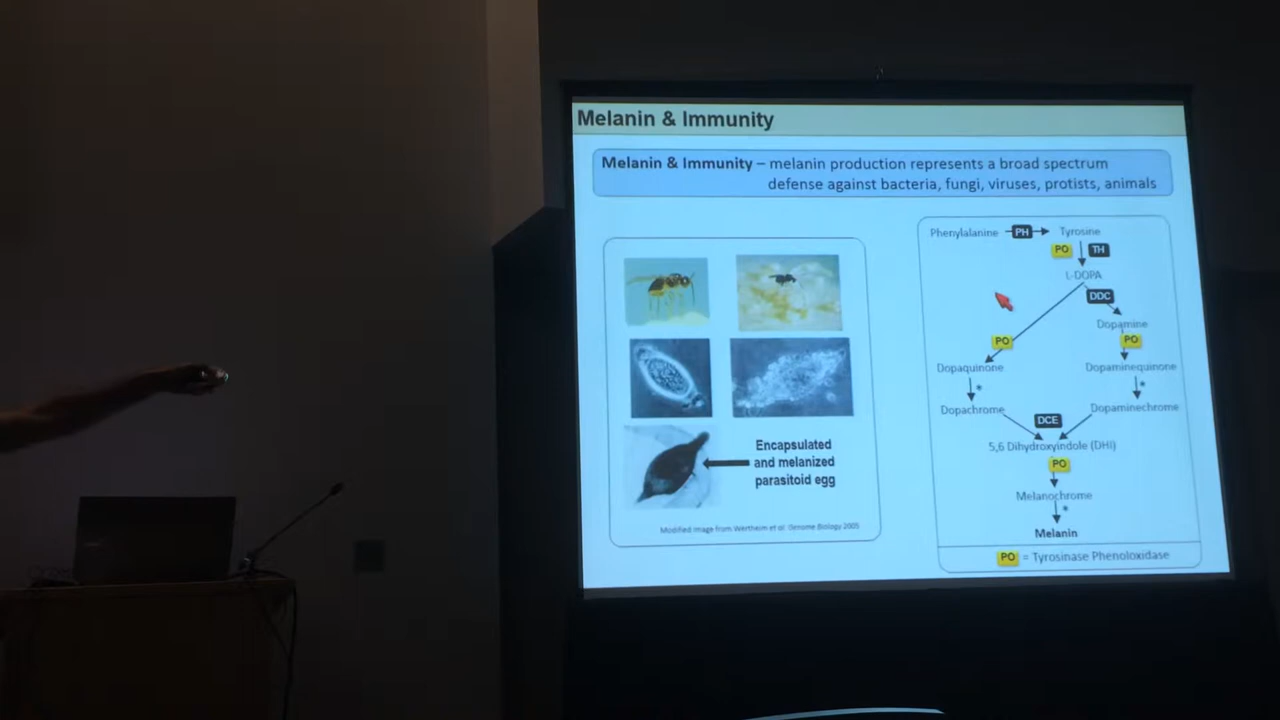 Melanin & Immunity
Melanin & Immunity – melanin production represents a broad spectrum
defense against bacteria, fungi, viruses, protists, animals
Encapsulated
and melanized
parasitoid egg
Modified image from Wertheim et al. Genome Biology 2005
Phenylalanine PH Tyrosine
PO TH
L-DOPA
DDC
Dopamine
PO PO
Dopaquinone Dopaminequinone
* *
Dopachrome Dopaminechrome
DCE
5,6 Dihydroxyindole (DHI)
PO
Melanochrome
*
Melanin
PO = Tyrosinase Phenoloxidase